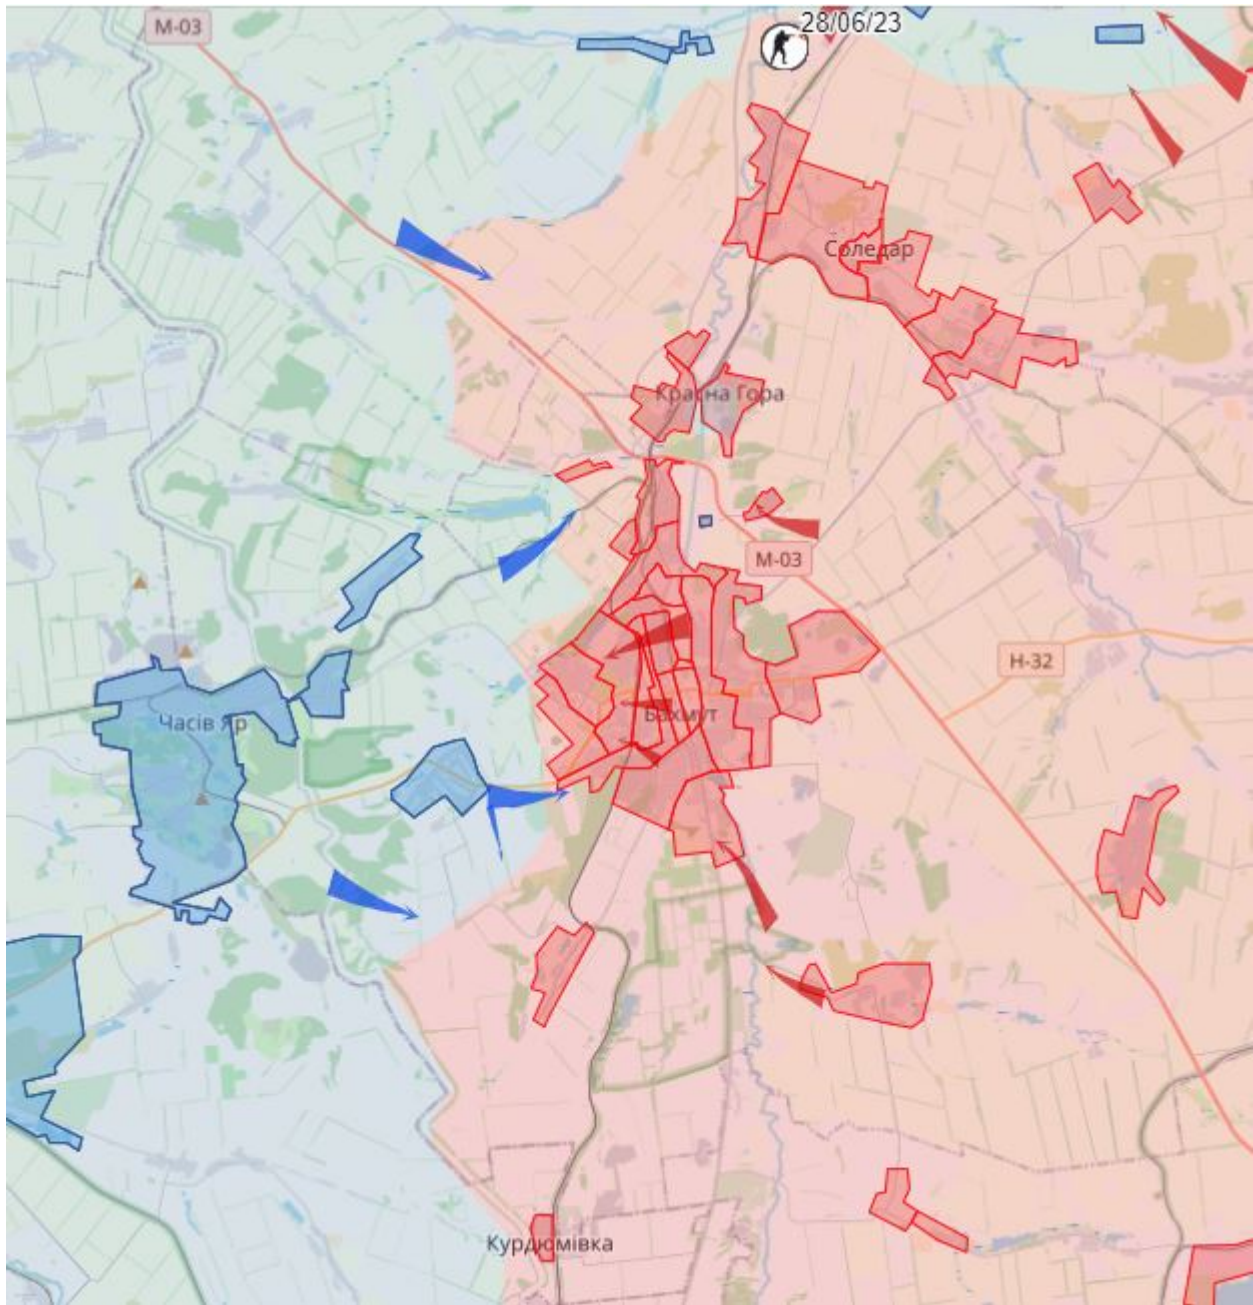 М-03
28/06/23
Соледар
Красна Гора
М-03
Н-32
Часів Яр
Бахмут
Курдюмівка